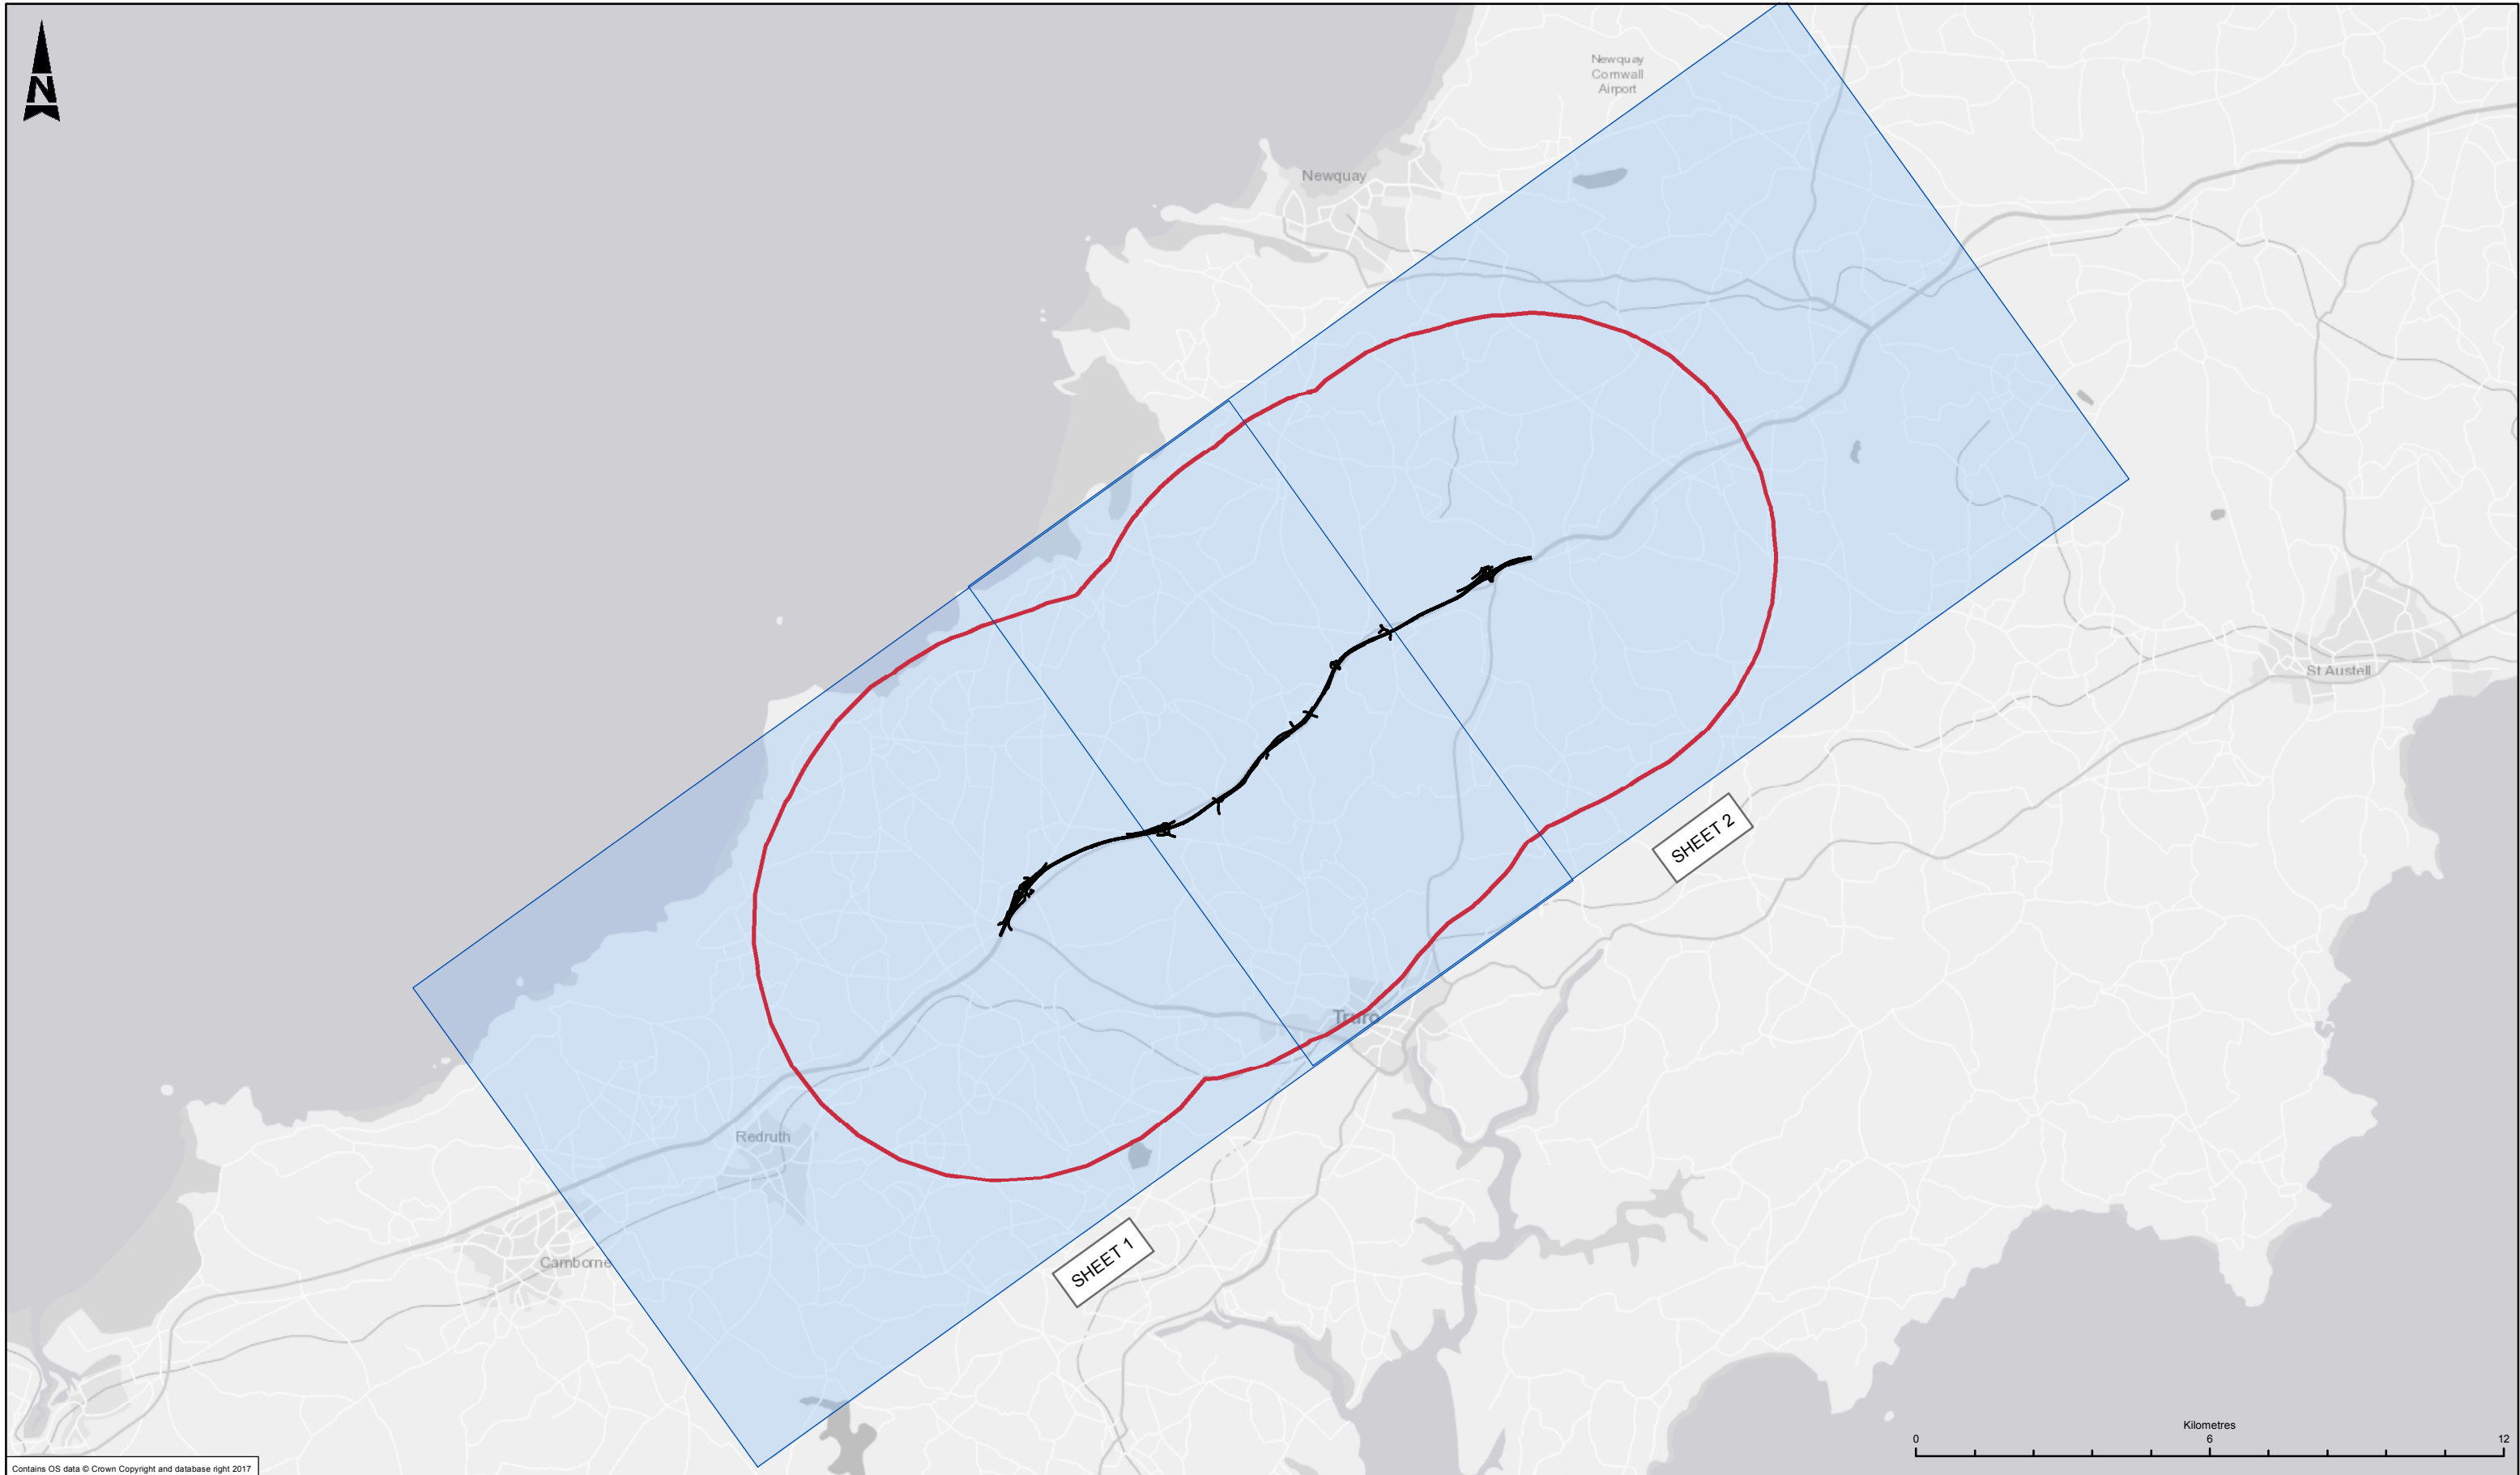 N
Newquay
Cornwall
Airport
Newquay
St Austell
SHEET 2
Truro
Redruth
SHEET 1
Camborne
Kilometres
0 6 12
Contains OS data © Crown Copyright and database right 2017